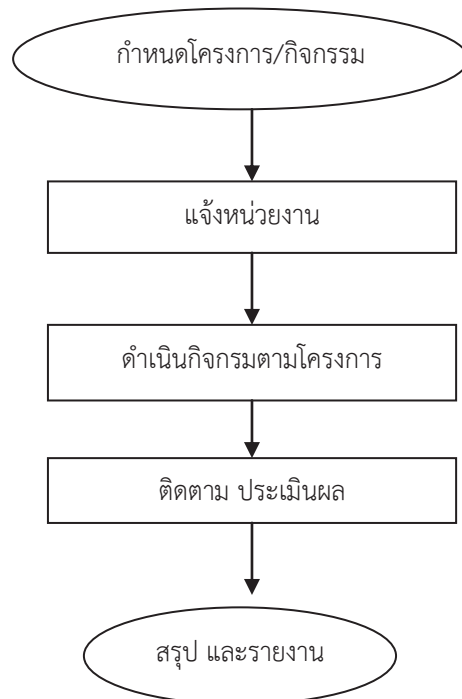 กำหนดโครงการ/กิจกรรม
แจ้งหน่วยงาน
ดำเนินกิจกรมตามโครงการ
ติดตาม ประเมินผล
สรุป และรายงาน